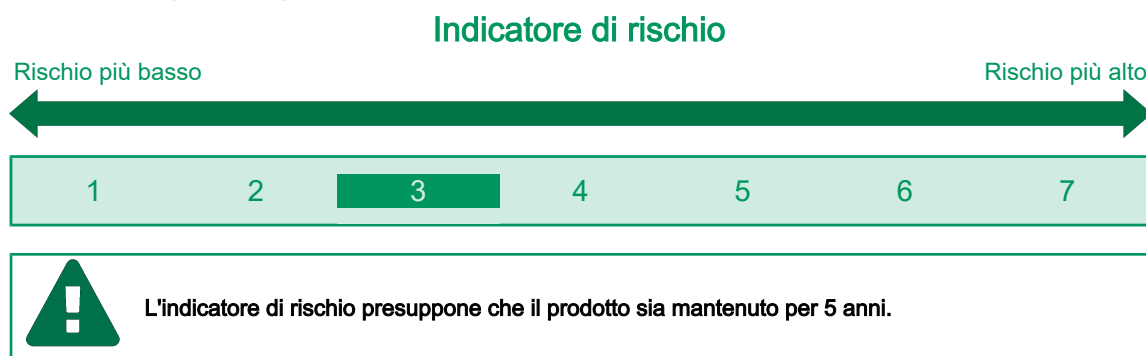 Indicatore di rischio
Rischio più basso Rischio più alto
1 2 3 4 5 6 7
L'indicatore di rischio presuppone che il prodotto sia mantenuto per 5 anni.